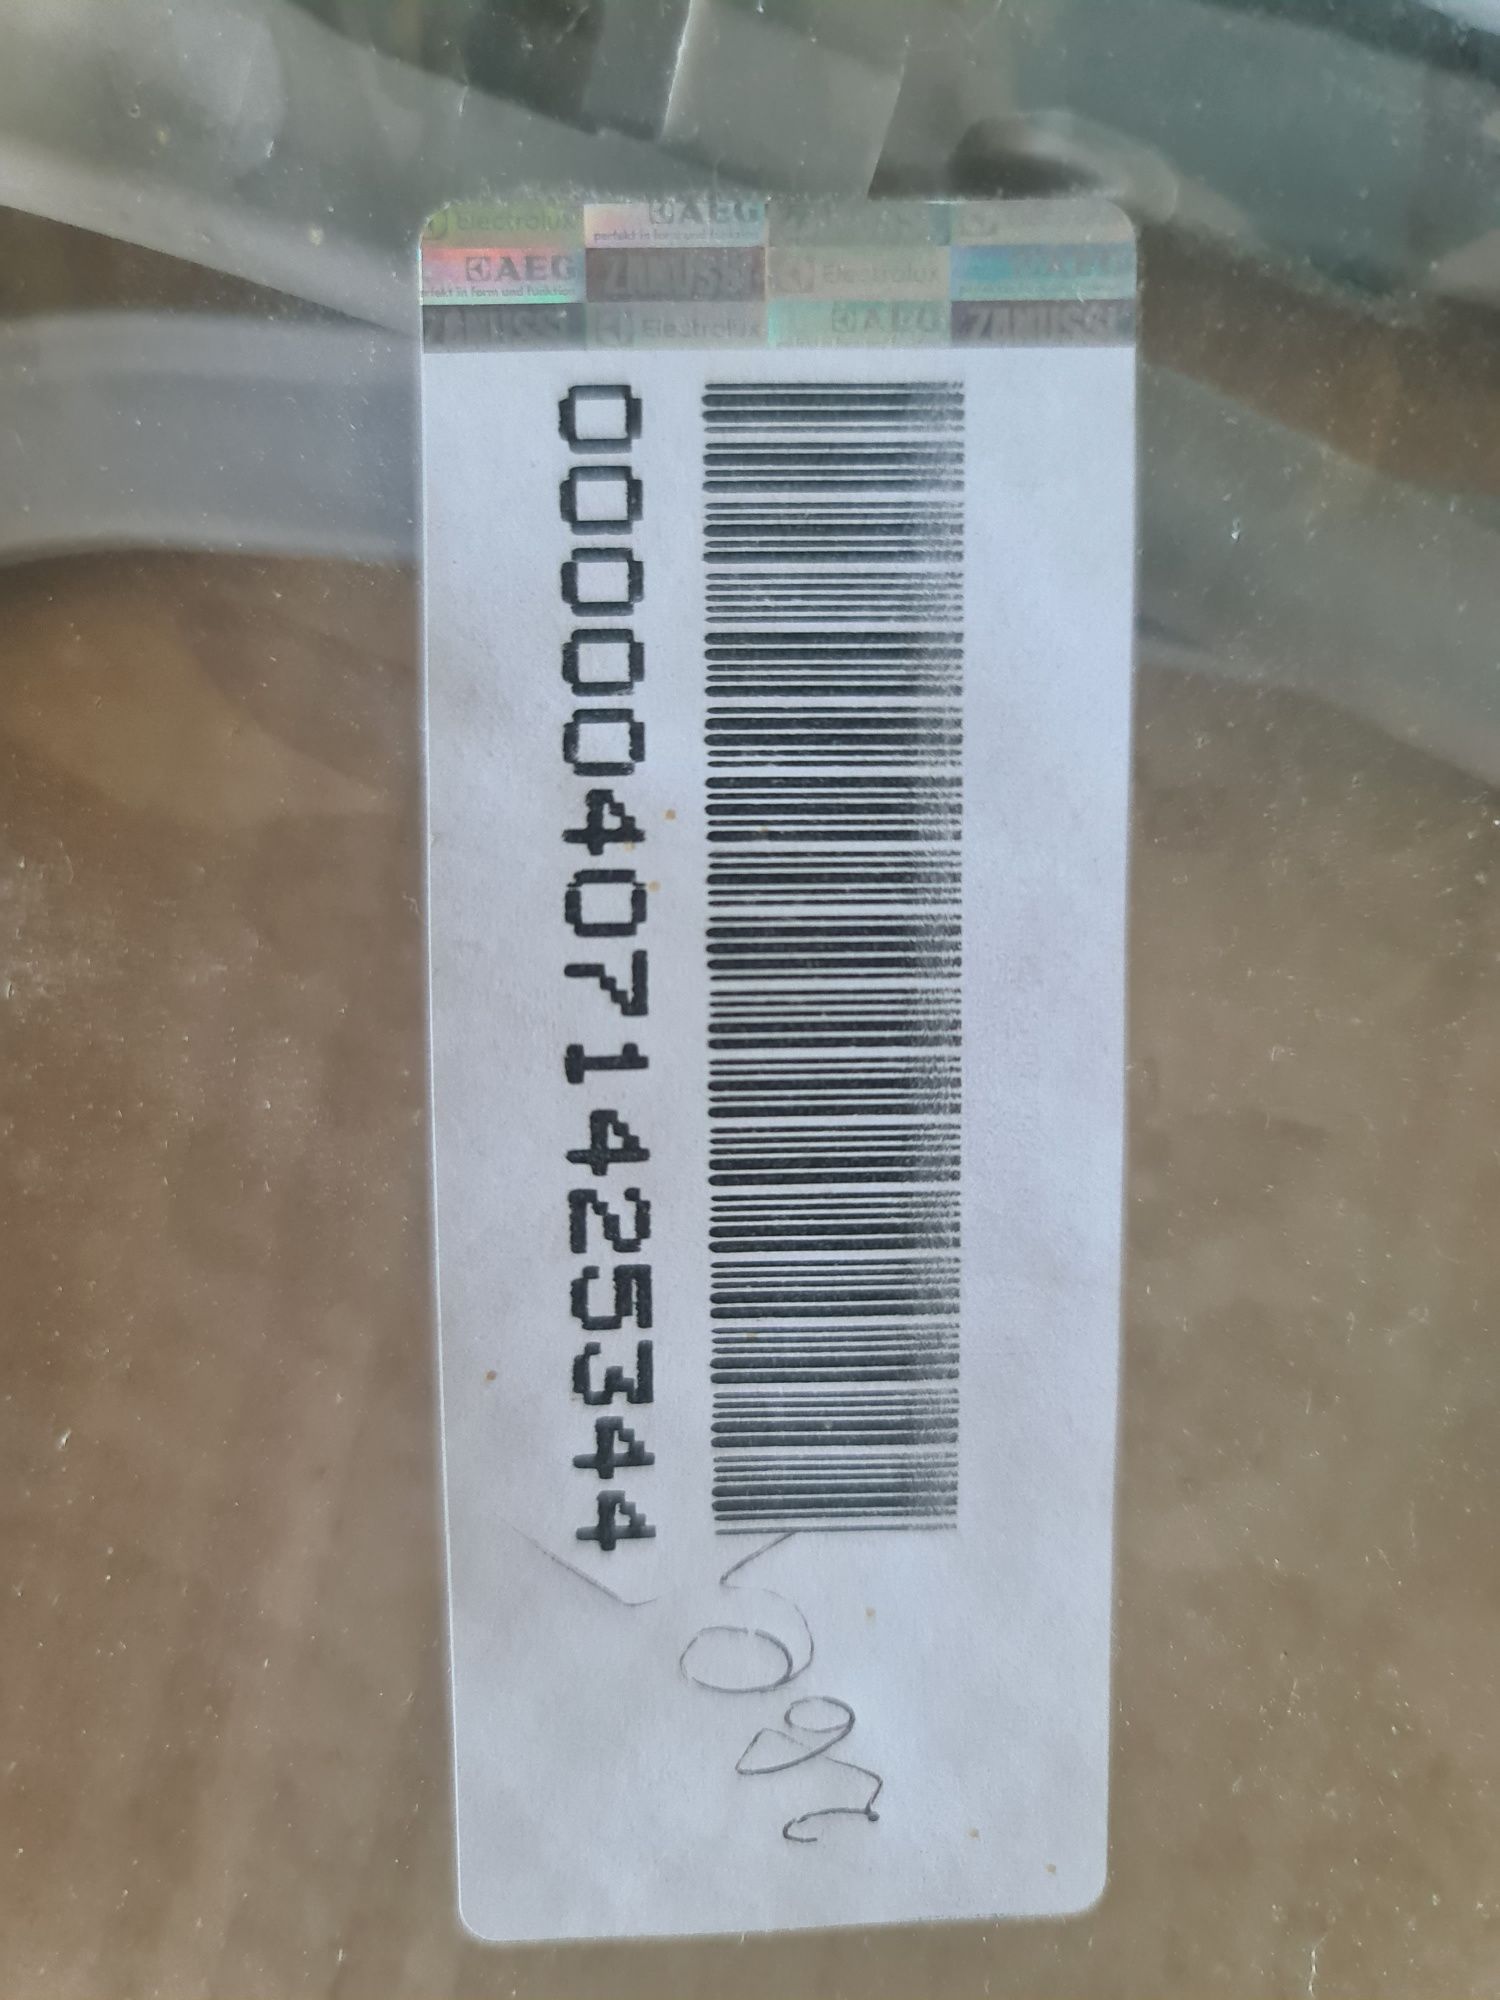 Electrolux AEG
perfekt in form und funktion
AEG ZANUSSI Electrolux
perfekt in form und funktion
ZANUSSI Electrolux AEG ZANUSSI
000004071425344